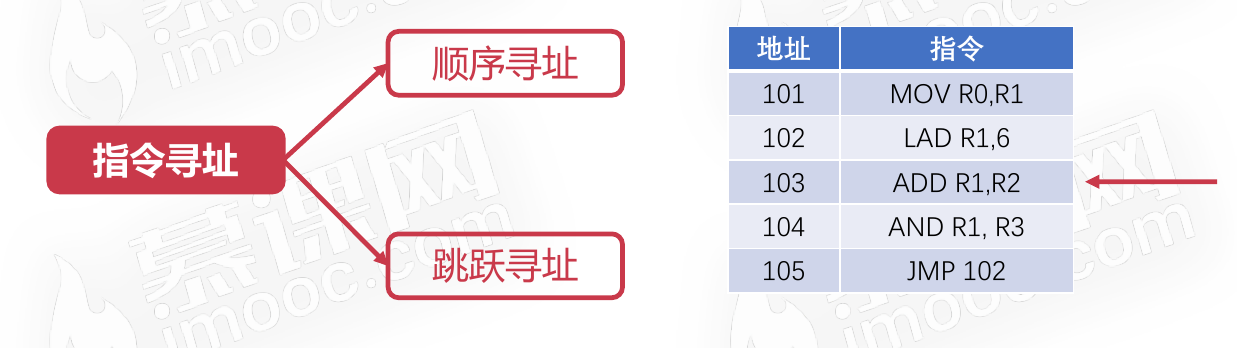 顺序寻址
指令寻址
跳跃寻址
地址 指令
101 MOV R0,R1
102 LAD R1,6
103 ADD R1,R2
104 AND R1, R3
105 JMP 102
慕课网
imooc.com